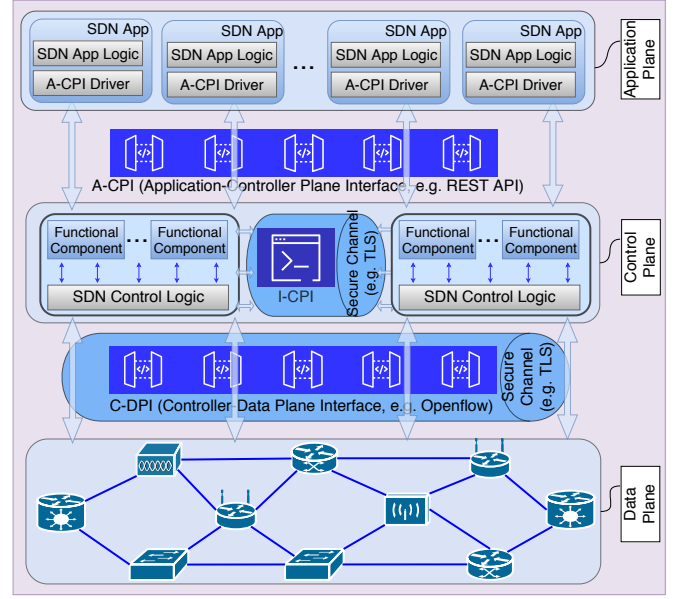 SDN App
SDN App Logic
A-CPI Driver
SDN App
SDN App Logic
A-CPI Driver
...
SDN App
SDN App Logic
A-CPI Driver
SDN App
SDN App Logic
A-CPI Driver
Application
Plane
</>
</>
</>
</>
</>
A-CPI (Application-Controller Plane Interface, e.g. REST API)
Functional
Component
...
Functional
Component
SDN Control Logic
>_
I-CPI
Secure Channel
(e.g. TLS)
Functional
Component
...
Functional
Component
SDN Control Logic
Control
Plane
</>
</>
</>
</>
</>
C-DPI (Controller-Data Plane Interface, e.g. Openflow)
Secure
Channel
(e.g. TLS)
Data
Plane